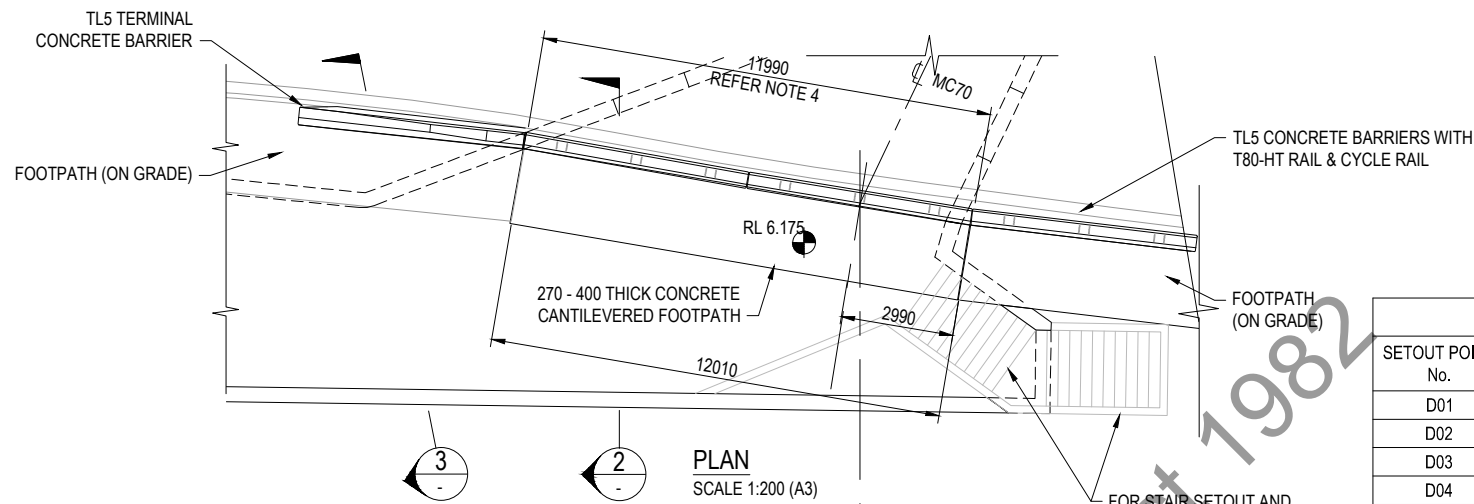 TL5 TERMINAL
CONCRETE BARRIER
11990
REFER NOTE 4
℄ MC70
TL5 CONCRETE BARRIERS WITH
T80-HT RAIL & CYCLE RAIL
FOOTPATH (ON GRADE)
RL 6.175
270 - 400 THICK CONCRETE
CANTILEVERED FOOTPATH
2990
FOOTPATH
(ON GRADE)
12010
SETOUT
No.
D01
D02
D03
D04
3
-
2
-
PLAN
SCALE 1:200 (A3)
FOR STAIR SETOUT AND
1982